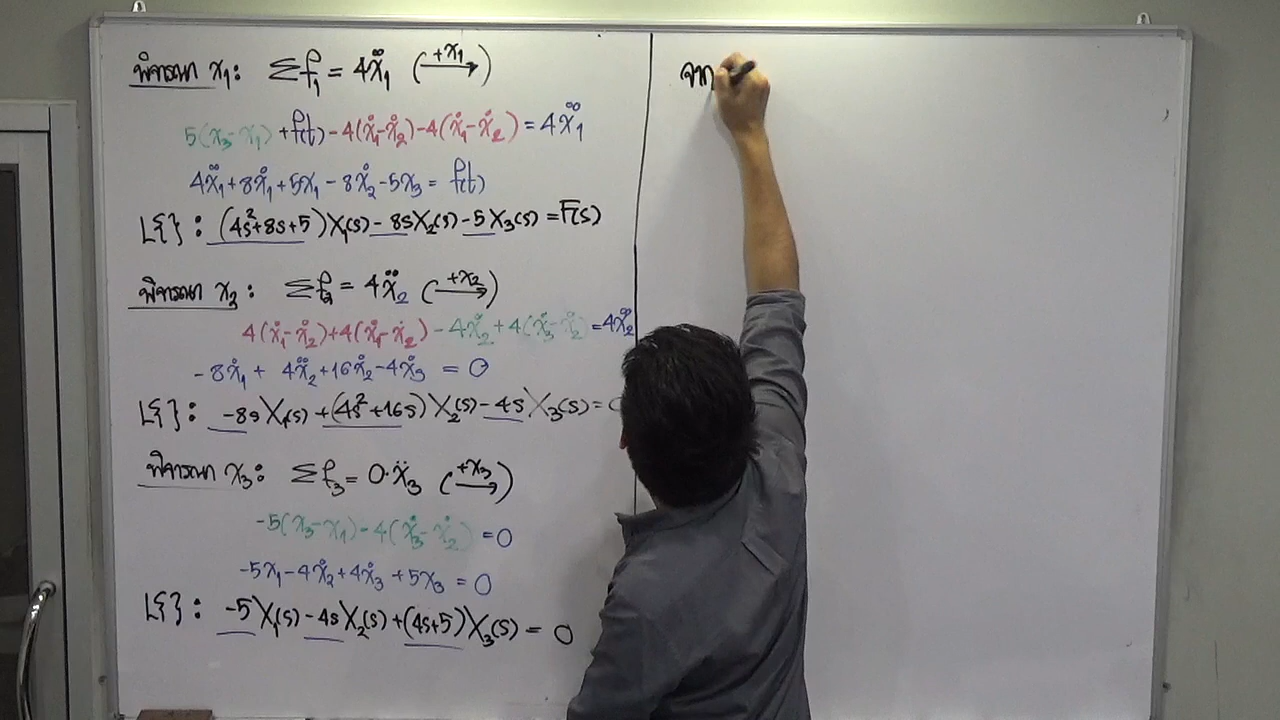 พิจารณา x₁: Σf₁ = 4ẍ₁ (+x₁ →)
5(x₃-x₁) + f(t) - 4(ẋ₁-ẋ₂) - 4(ẋ₁-ẋ₂) = 4ẍ₁
4ẍ₁ + 8ẋ₁ + 5x₁ - 8ẋ₂ - 5x₃ = f(t)
L{ } : (4s²+8s+5)X₁(s) - 8sX₂(s) - 5X₃(s) = F(s)
พิจารณา x₂: Σf₂ = 4ẍ₂ (+x₂ →)
4(ẋ₁-ẋ₂) + 4(ẋ₁-ẋ₂) - 4ẋ₂ + 4(ẋ₃-ẋ₂) = 4ẍ₂
-8ẋ₁ + 4ẍ₂ + 16ẋ₂ - 4ẋ₃ = 0
L{ } : -8sX₁(s) + (4s²+16s)X₂(s) - 4sX₃(s) =
พิจารณา x₃: Σf₃ = 0·ẍ₃ (+x₃ →)
-5(x₃-x₁) - 4(ẋ₃-ẋ₂) = 0
-5x₁ - 4ẋ₂ + 4ẋ₃ + 5x₃ = 0
L{ } : -5X₁(s) - 4sX₂(s) + (4s+5)X₃(s) = 0
จาก